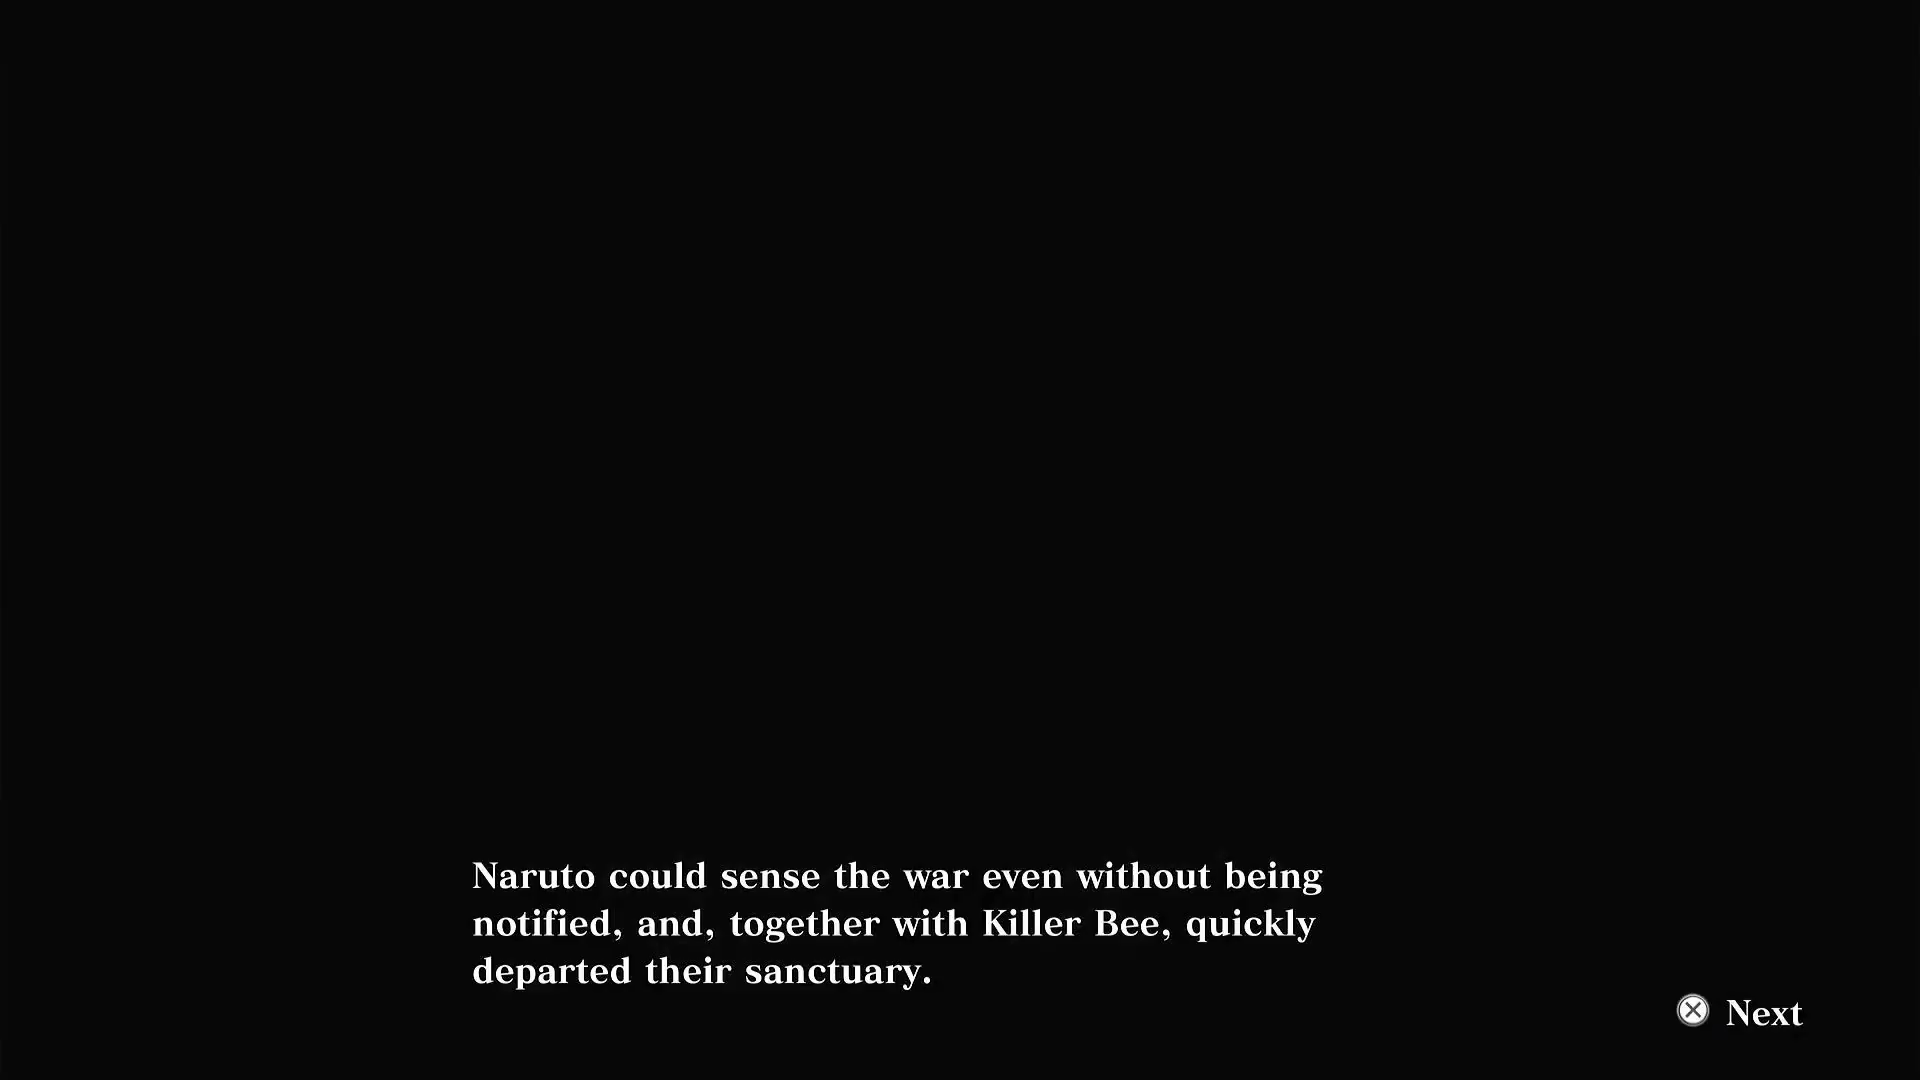 Naruto could sense the war even without being
notified, and, together with Killer Bee, quickly
departed their sanctuary.
Next